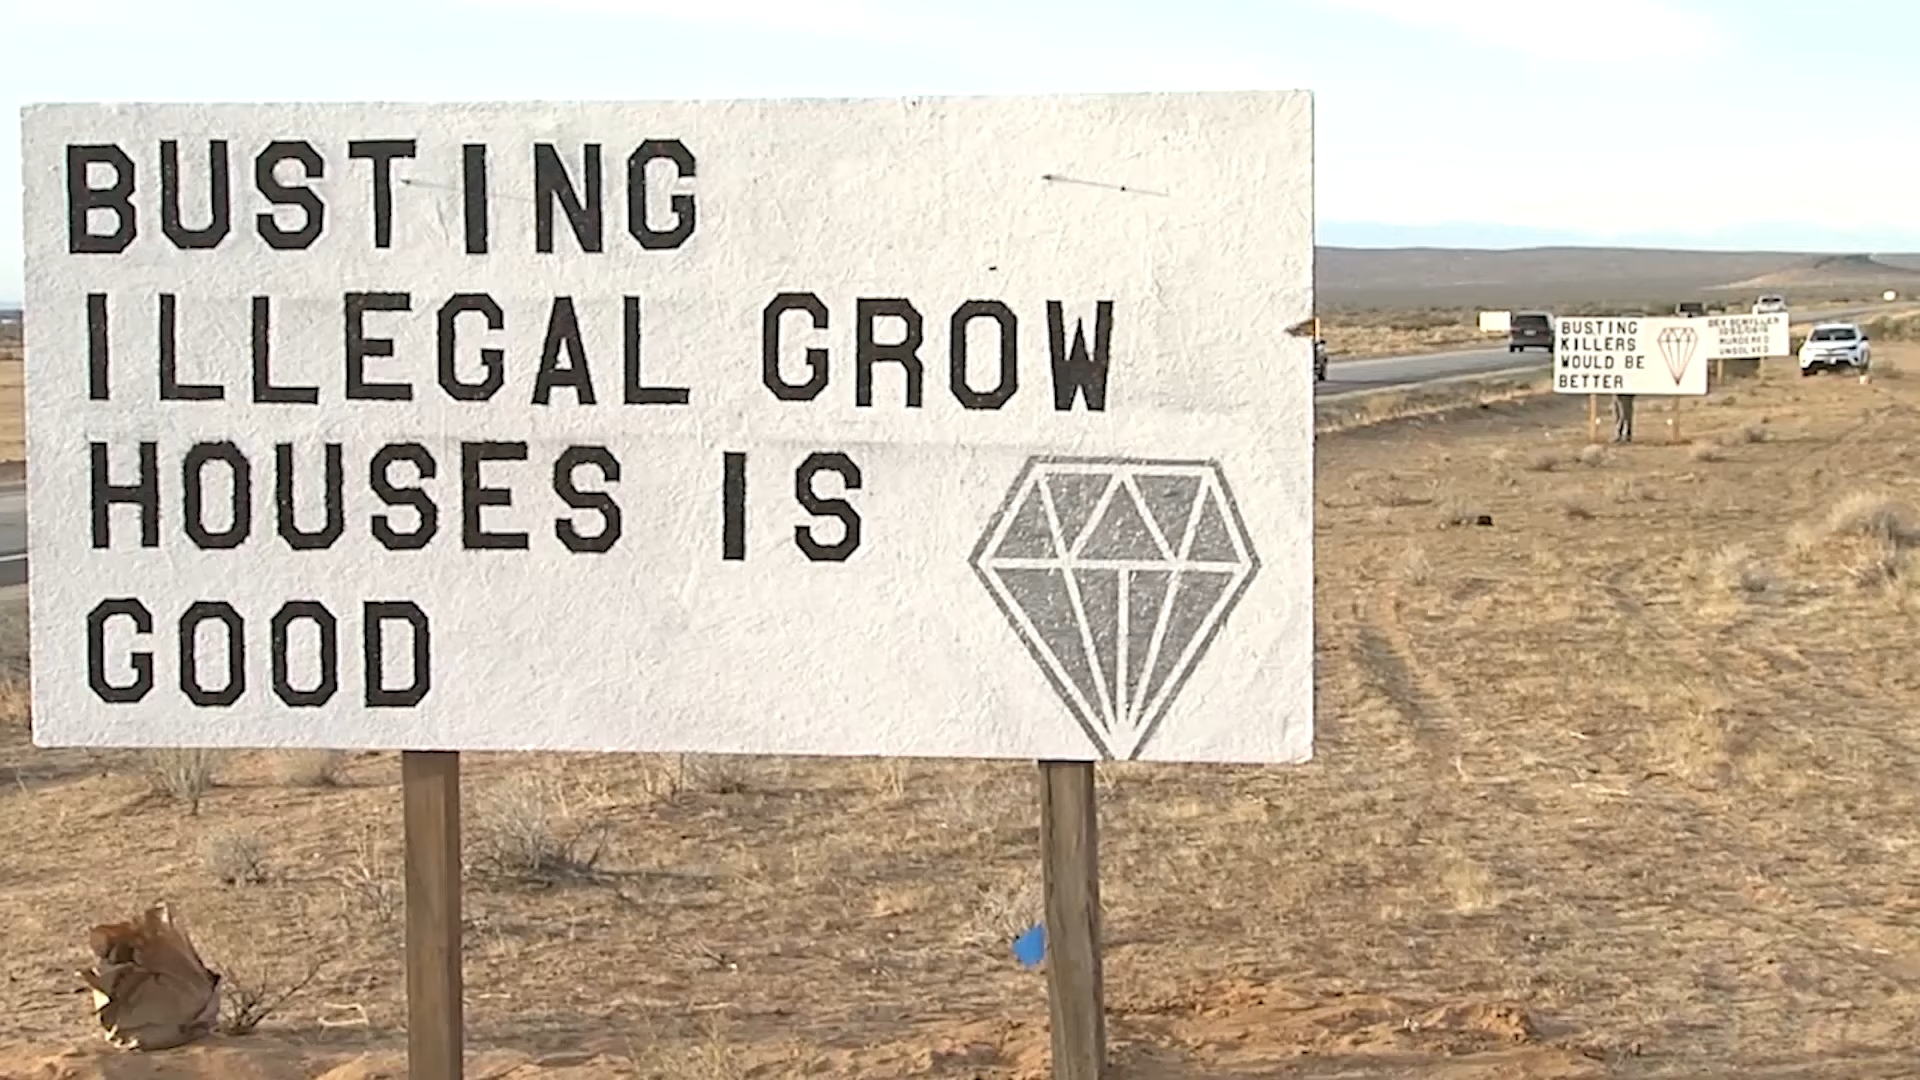 BUSTING
ILLEGAL GROW
HOUSES IS
GOOD
BUSTING
KILLERS
WOULD BE
BETTER
MURDERED
UNSOLVED